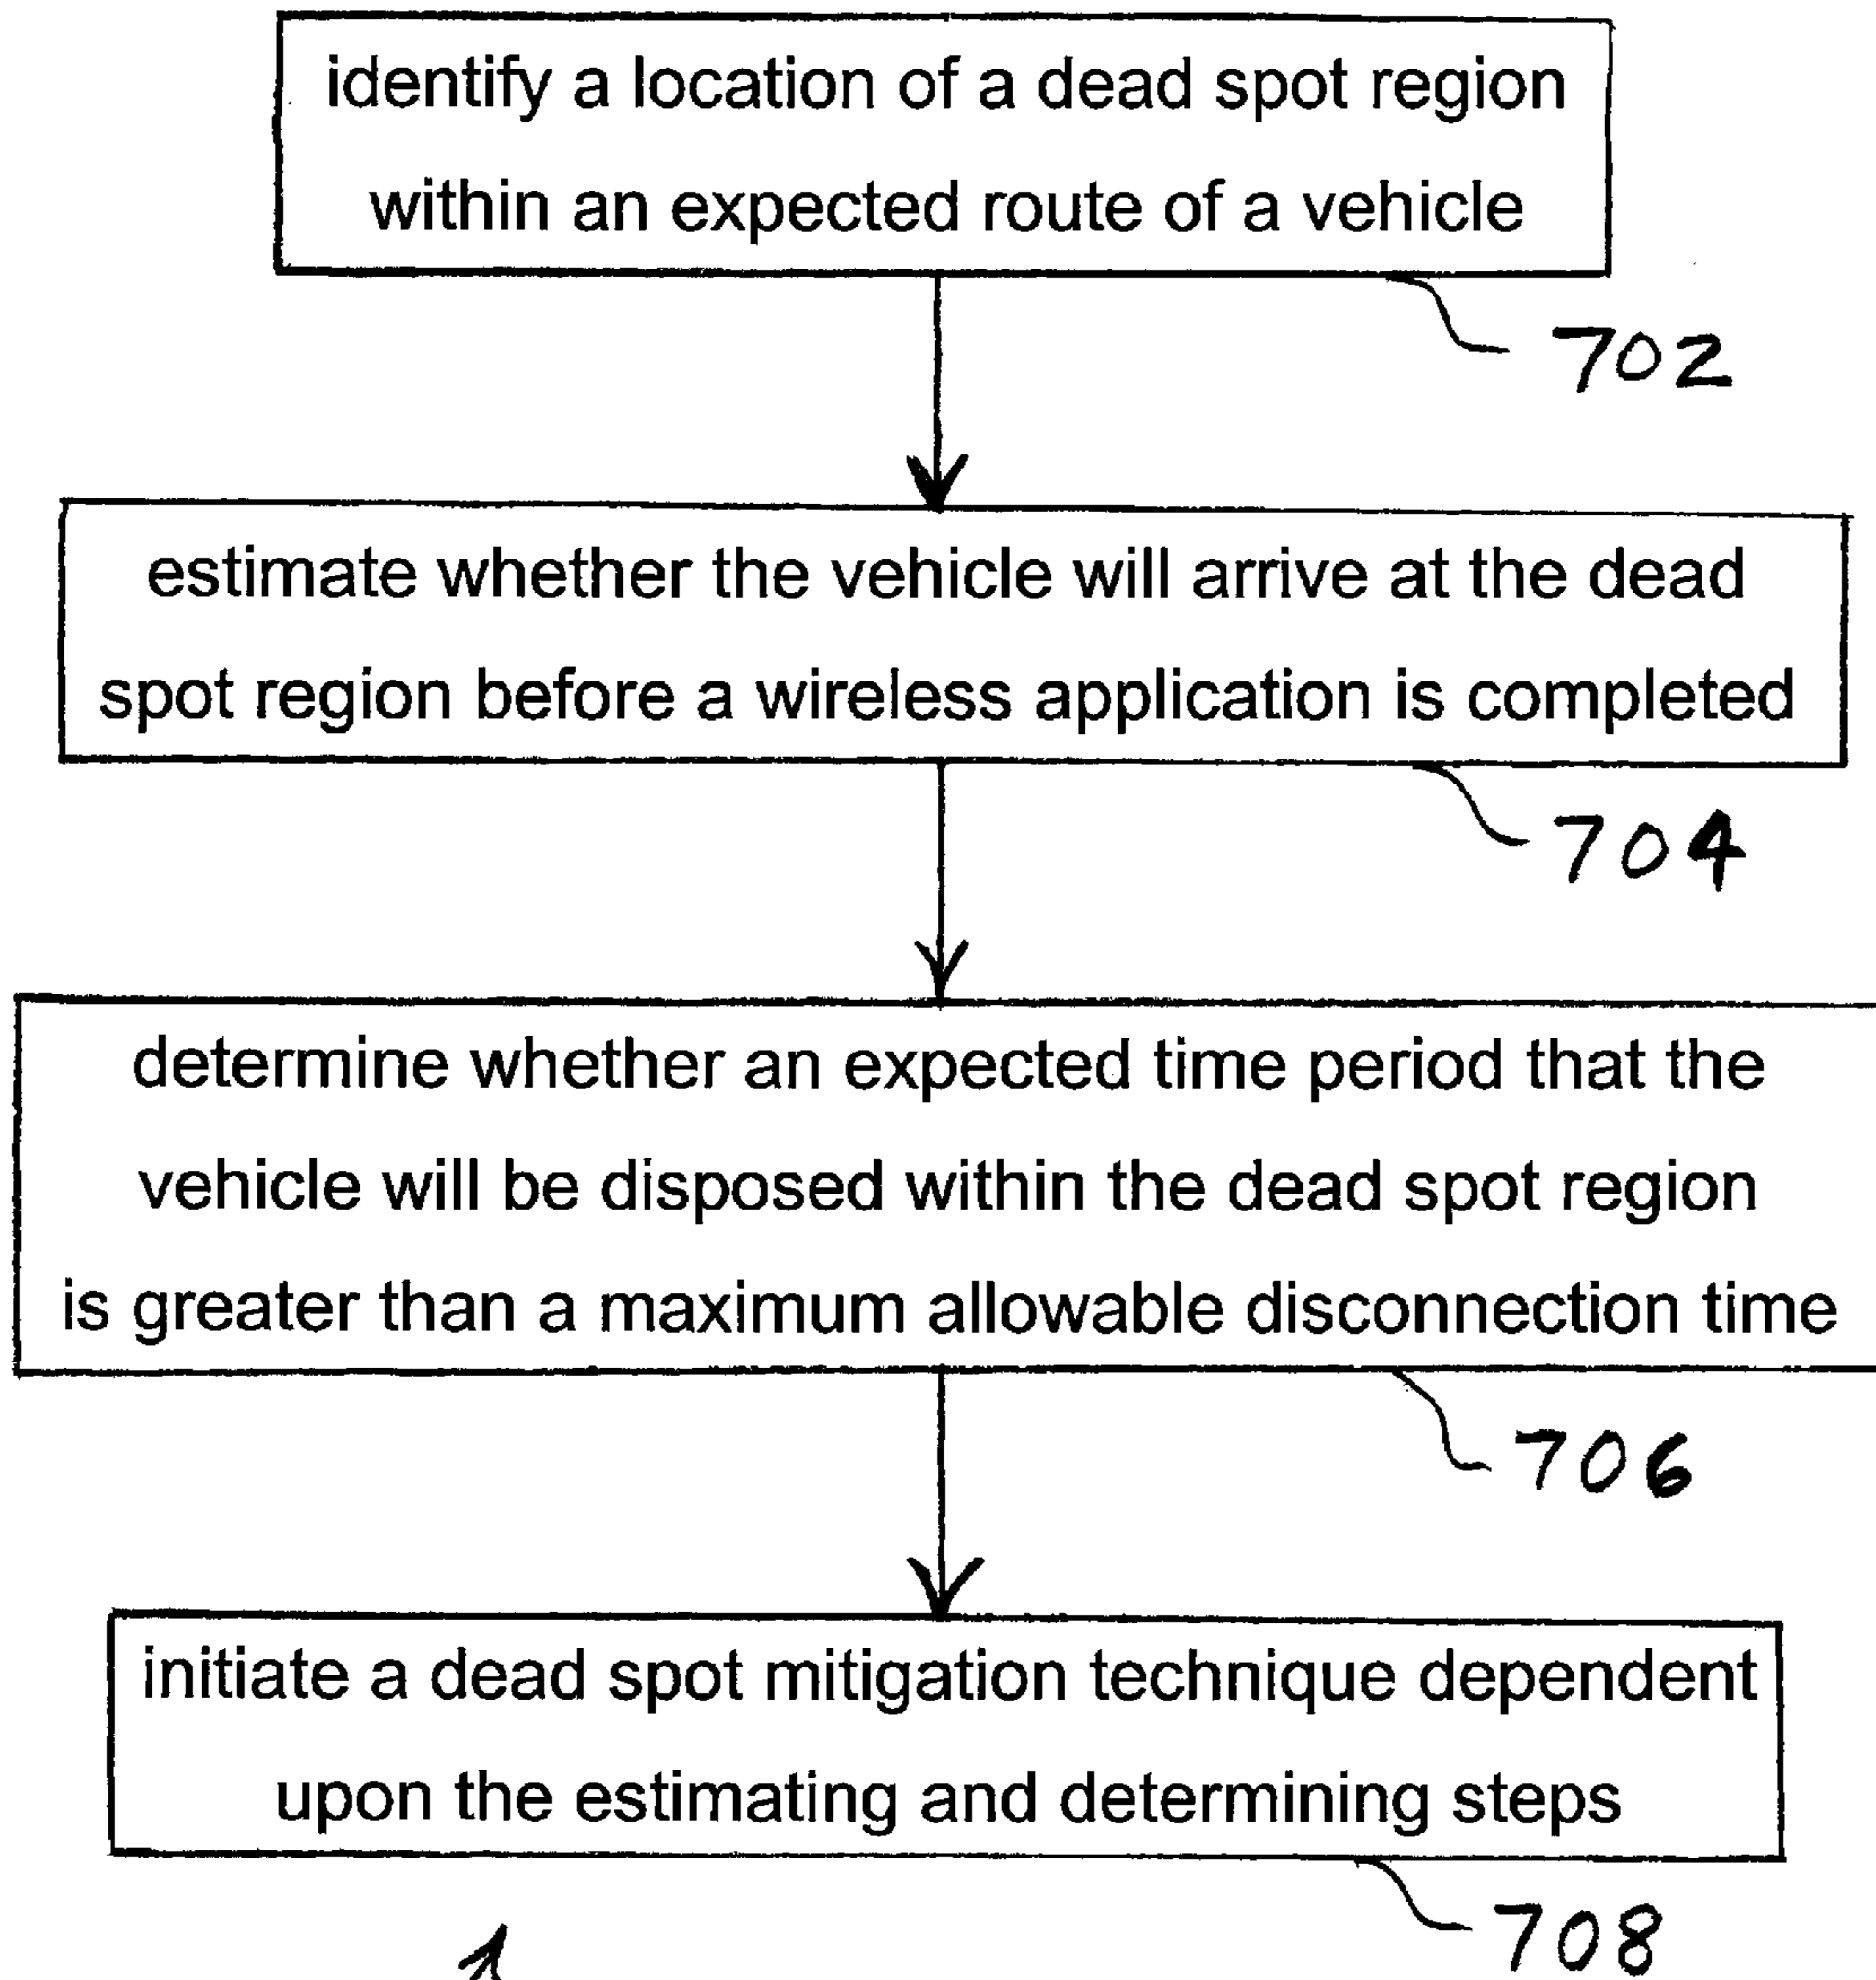 identify a location of a dead spot region
within an expected route of a vehicle
702
estimate whether the vehicle will arrive at the dead
spot region before a wireless application is completed
704
determine whether an expected time period that the
vehicle will be disposed within the dead spot region
is greater than a maximum allowable disconnection time
706
initiate a dead spot mitigation technique dependent
upon the estimating and determining steps
708